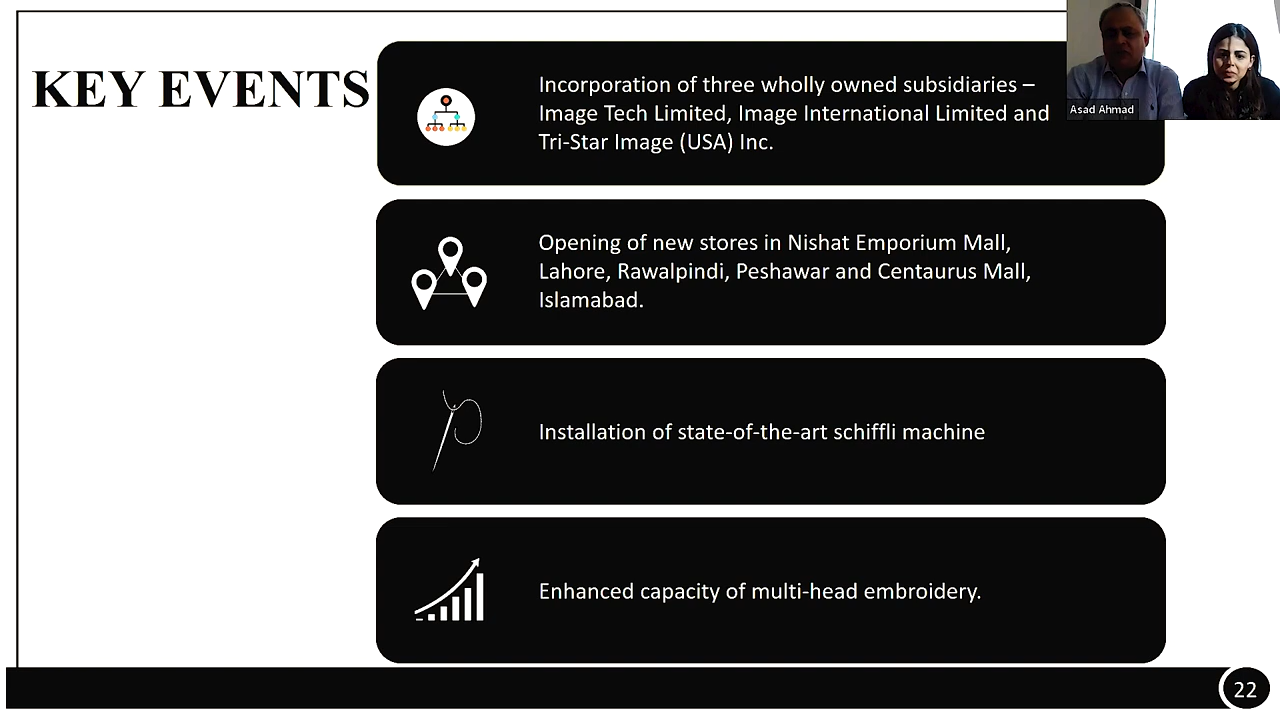 KEY EVENTS
Incorporation of three wholly owned subsidiaries –
Image Tech Limited, Image International Limited and
Tri-Star Image (USA) Inc.
Asad Ahmad
Opening of new stores in Nishat Emporium Mall,
Lahore, Rawalpindi, Peshawar and Centaurus Mall,
Islamabad.
Installation of state-of-the-art schiffli machine
Enhanced capacity of multi-head embroidery.
22